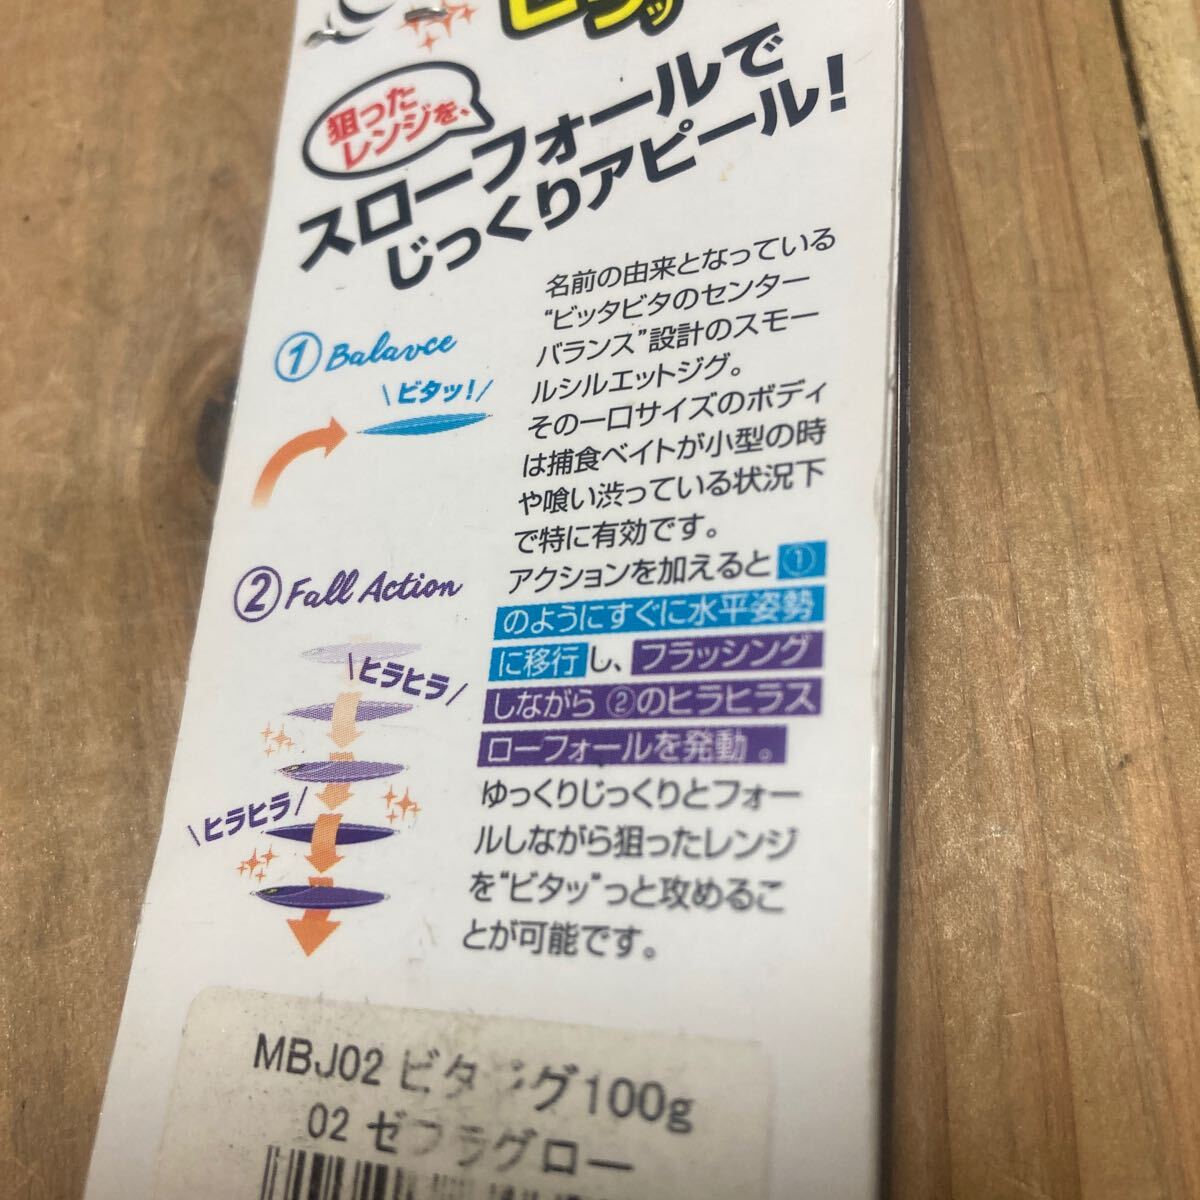 狙った
レンジを、
スローフォールで
じっくりアピール！
① Balance
\ビタッ！/
② Fall Action
\ヒラヒラ/
\ヒラヒラ/
名前の由来となっている
“ビッタビタのセンター
バランス”設計のスモー
ルシルエットジグ。
その一口サイズのボディ
は捕食ベイトが小型の時
や喰い渋っている状況下
で特に有効です。
アクションを加えると①
のようにすぐに水平姿勢
に移行し、フラッシング
しながら②のヒラヒラス
ローフォールを発動。
ゆっくりじっくりとフォー
ルしながら狙ったレンジ
を“ビタッ”っと攻めるこ
とが可能です。
MBJ02 ビタジグ100g
02 ゼブラグロー